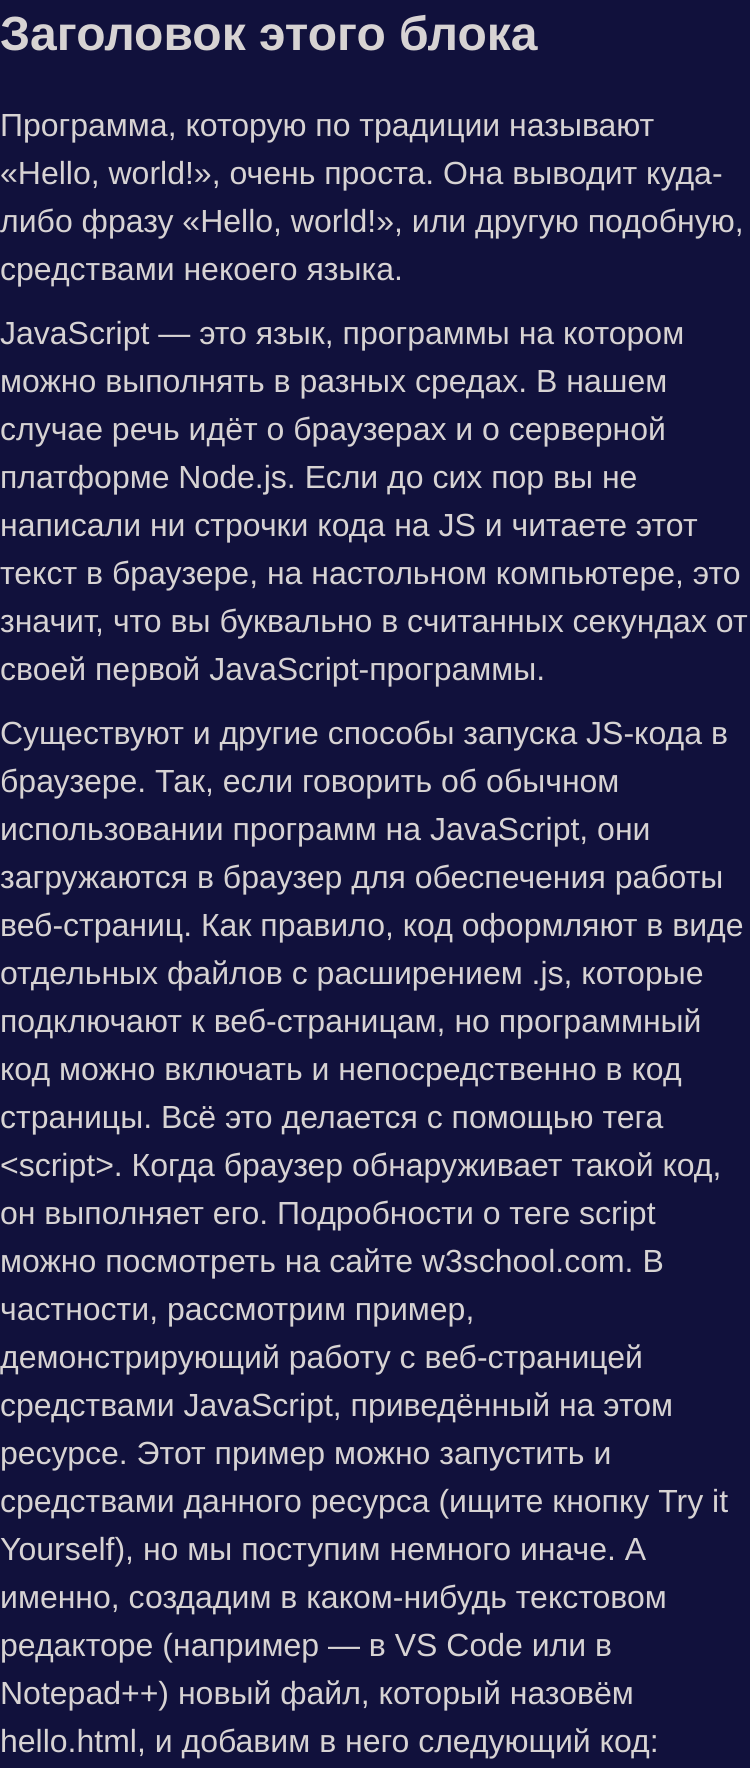 Заголовок этого блока
Программа, которую по традиции называют
«Hello, world!», очень проста. Она выводит куда-
либо фразу «Hello, world!», или другую подобную,
средствами некоего языка.
JavaScript — это язык, программы на котором
можно выполнять в разных средах. В нашем
случае речь идёт о браузерах и о серверной
платформе Node.js. Если до сих пор вы не
написали ни строчки кода на JS и читаете этот
текст в браузере, на настольном компьютере, это
значит, что вы буквально в считанных секундах от
своей первой JavaScript-программы.
Существуют и другие способы запуска JS-кода в
браузере. Так, если говорить об обычном
использовании программ на JavaScript, они
загружаются в браузер для обеспечения работы
веб-страниц. Как правило, код оформляют в виде
отдельных файлов с расширением .js, которые
подключают к веб-страницам, но программный
код можно включать и непосредственно в код
страницы. Всё это делается с помощью тега
<script>. Когда браузер обнаруживает такой код,
он выполняет его. Подробности о теге script
можно посмотреть на сайте w3school.com. В
частности, рассмотрим пример,
демонстрирующий работу с веб-страницей
средствами JavaScript, приведённый на этом
ресурсе. Этот пример можно запустить и
средствами данного ресурса (ищите кнопку Try it
Yourself), но мы поступим немного иначе. А
именно, создадим в каком-нибудь текстовом
редакторе (например — в VS Code или в
Notepad++) новый файл, который назовём
hello.html, и добавим в него следующий код: